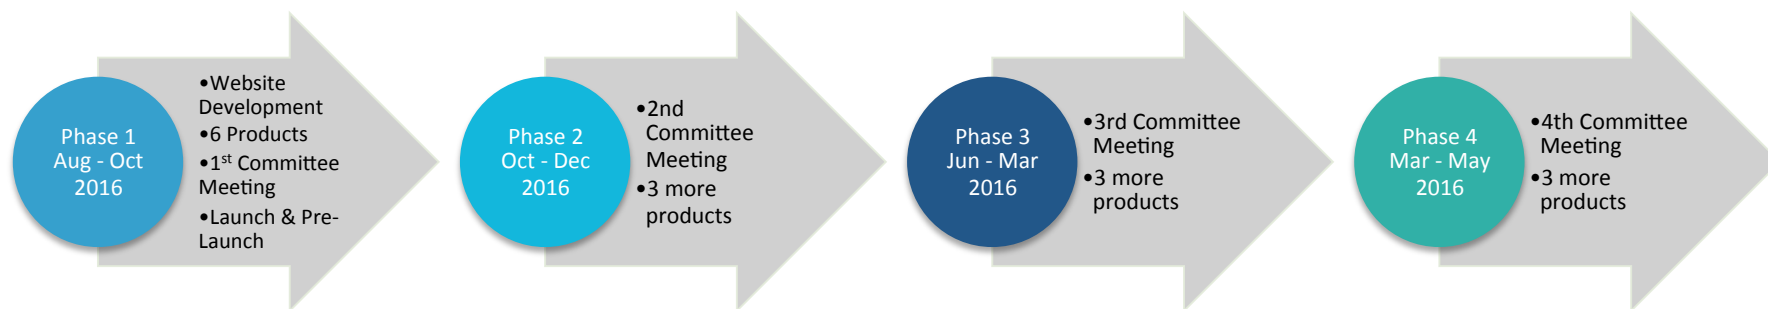 Phase 1
Aug - Oct
2016
•Website
Development
•6 Products
•1st Committee
Meeting
•Launch & Pre-
Launch
Phase 2
Oct - Dec
2016
•2nd
Committee
Meeting
•3 more
products
Phase 3
Jun - Mar
2016
•3rd Committee
Meeting
•3 more
products
Phase 4
Mar - May
2016
•4th Committee
Meeting
•3 more
products